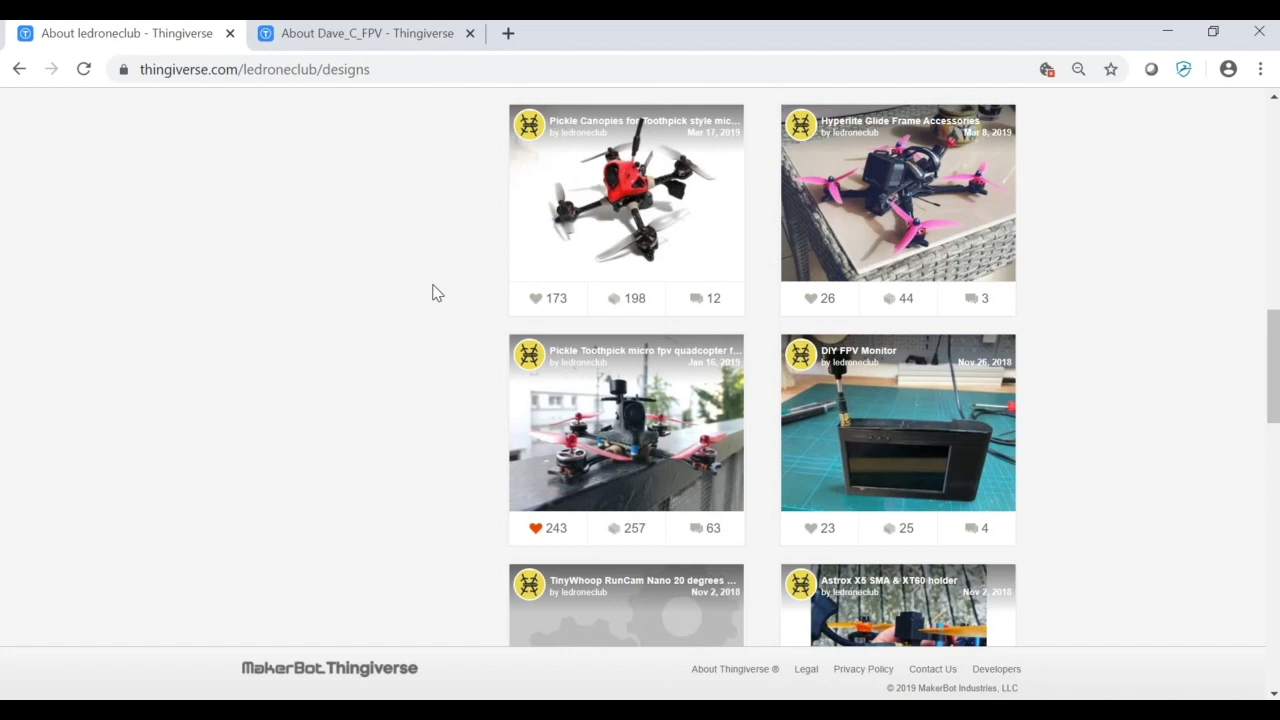 About ledroneclub - Thingiverse
About Dave_C_FPV - Thingiverse
thingiverse.com/ledroneclub/designs
Pickle Canopies for Toothpick style mic...
by ledroneclub Mar 17, 2019
173 198 12
Hyperlite Glide Frame Accessories
by ledroneclub Mar 8, 2019
26 44 3
Pickle Toothpick micro fpv quadcopter f...
by ledroneclub Jan 16, 2019
243 257 63
DIY FPV Monitor
by ledroneclub Nov 26, 2018
23 25 4
TinyWhoop RunCam Nano 20 degrees ...
by ledroneclub Nov 2, 2018
Astrox X5 SMA & XT60 holder
by ledroneclub Nov 2, 2018
MakerBot Thingiverse
About Thingiverse ® Legal Privacy Policy Contact Us Developers
© 2019 MakerBot Industries, LLC